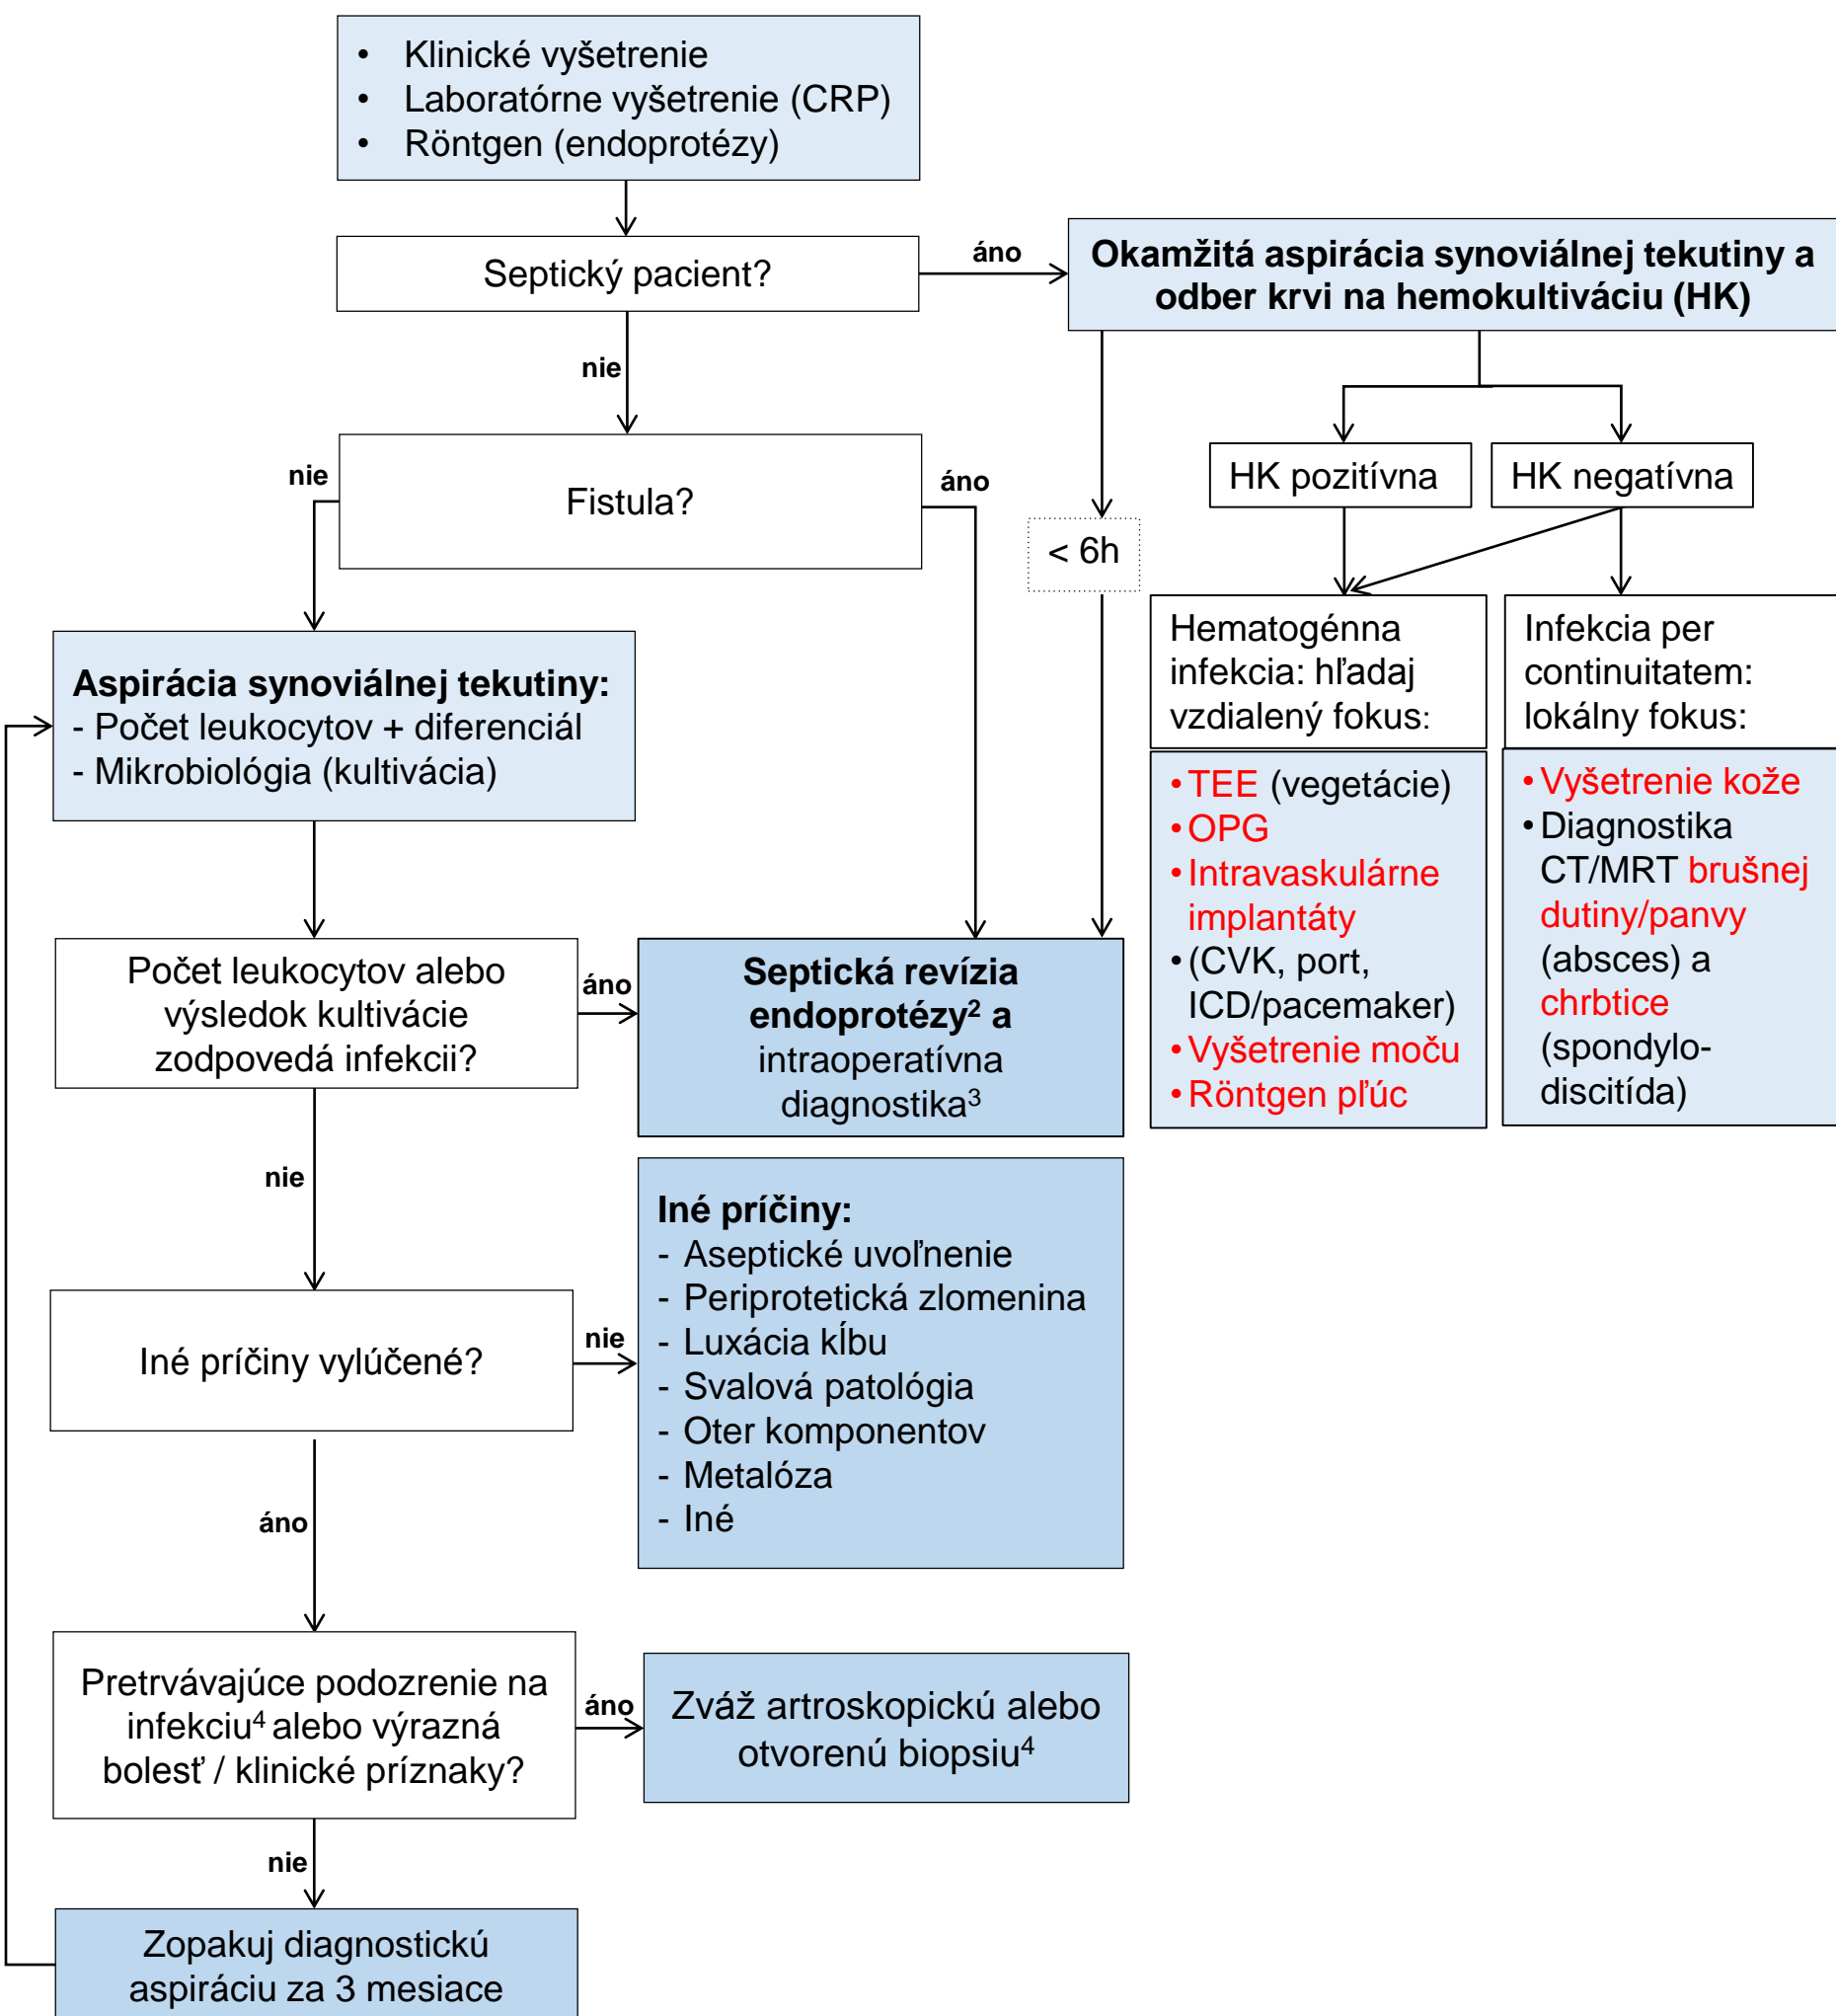 • Klinické vyšetrenie
• Laboratórne vyšetrenie (CRP)
• Röntgen (endoprotézy)
Septický pacient?
áno
Okamžitá aspirácia synoviálnej tekutiny a
odber krvi na hemokultiváciu (HK)
nie
Fistula?
nie
áno
< 6h
HK pozitívna
HK negatívna
Hematogénna
infekcia: hľadaj
vzdialený fokus:
• TEE (vegetácie)
• OPG
• Intravaskulárne
implantáty
• (CVK, port,
ICD/pacemaker)
• Vyšetrenie moču
• Röntgen pľúc
Infekcia per
continuitatem:
lokálny fokus:
• Vyšetrenie kože
• Diagnostika
CT/MRT brušnej
dutiny/panvy
(absces) a
chrbtice
(spondylo-
discitída)
Aspirácia synoviálnej tekutiny:
- Počet leukocytov + diferenciál
- Mikrobiológia (kultivácia)
Počet leukocytov alebo
výsledok kultivácie
zodpovedá infekcii?
áno
Septická revízia
endoprotézy² a
intraoperatívna
diagnostika³
nie
Iné príčiny vylúčené?
nie
Iné príčiny:
- Aseptické uvoľnenie
- Periprotetická zlomenina
- Luxácia kĺbu
- Svalová patológia
- Oter komponentov
- Metalóza
- Iné
áno
Pretrvávajúce podozrenie na
infekciu⁴ alebo výrazná
bolesť / klinické príznaky?
áno
Zváž artroskopickú alebo
otvorenú biopsiu⁴
nie
Zopakuj diagnostickú
aspiráciu za 3 mesiace